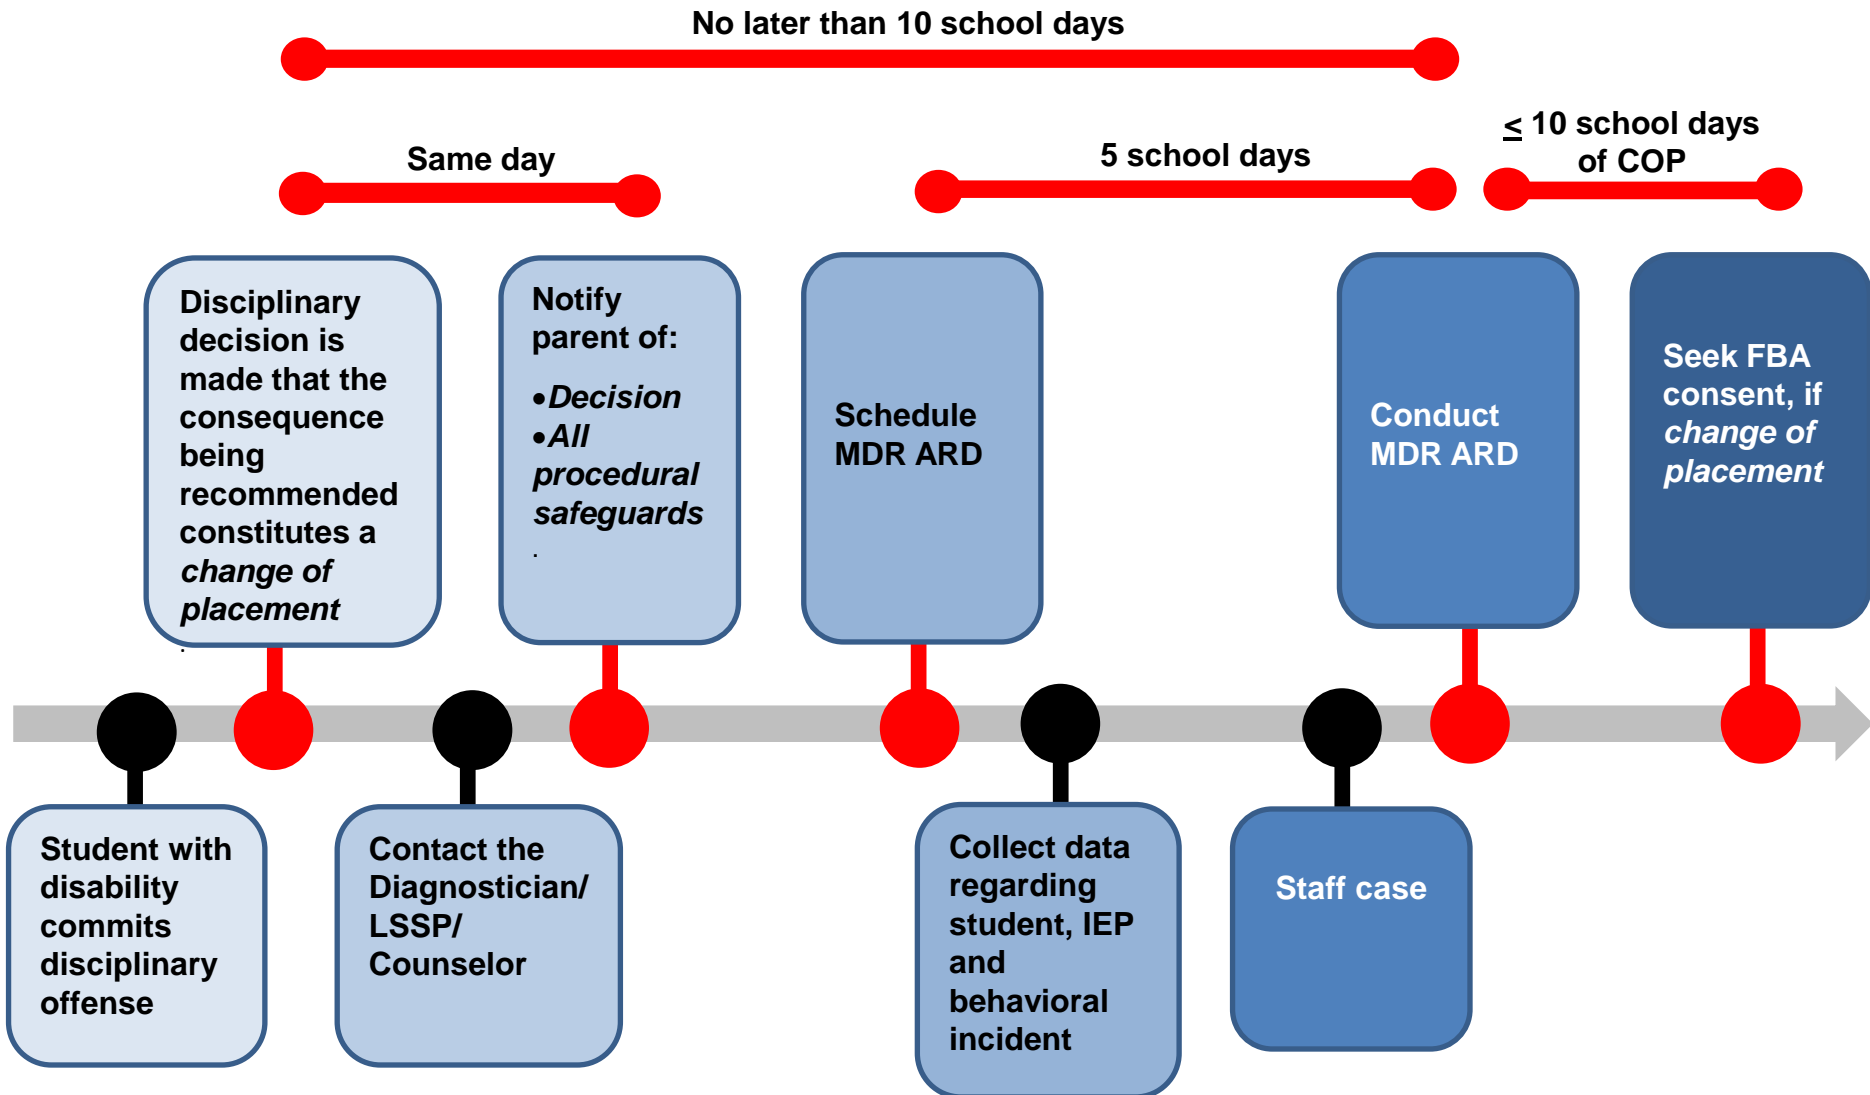 No later than 10 school days
≤ 10 school days
of COP
Same day
5 school days
Disciplinary
decision is
made that the
consequence
being
recommended
constitutes a
change of
placement
.
Notify
parent of:
•Decision
•All
procedural
safeguards
.
Schedule
MDR ARD
Conduct
MDR ARD
Seek FBA
consent, if
change of
placement
Student with
disability
commits
disciplinary
offense
Contact the
Diagnostician/
LSSP/
Counselor
Collect data
regarding
student, IEP
and
behavioral
incident
Staff case